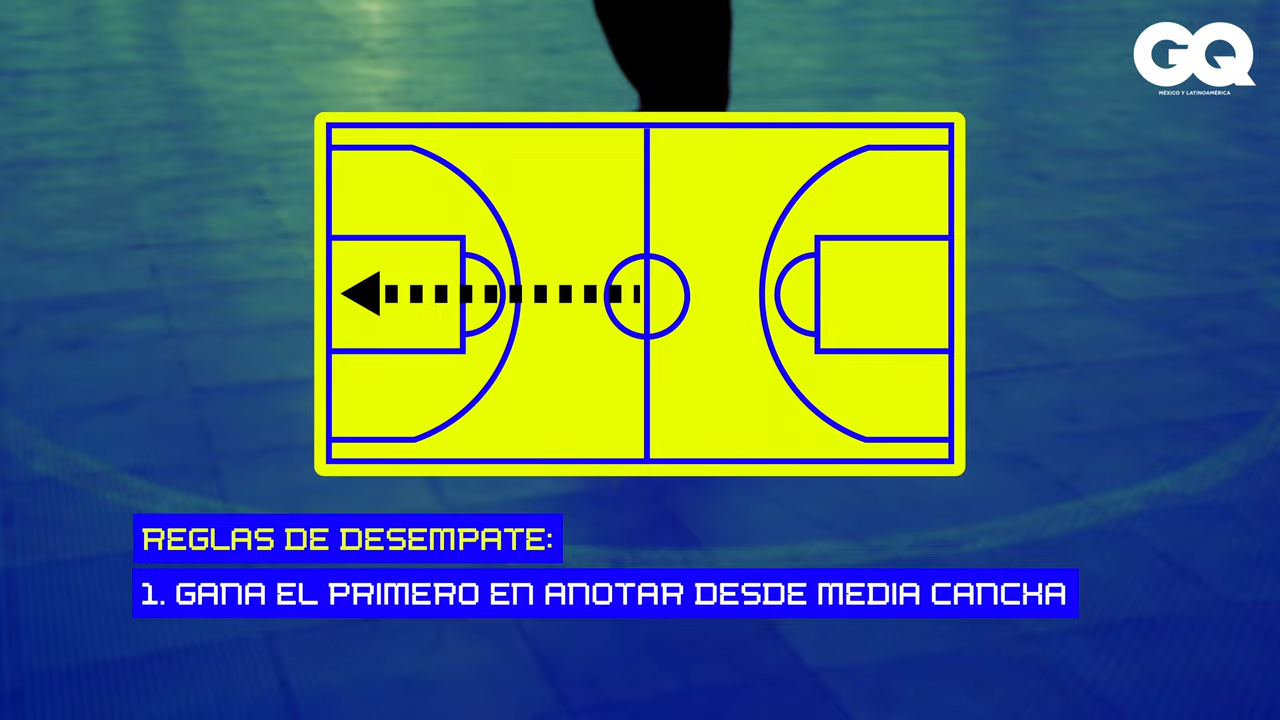 GQ
MÉXICO Y LATINOAMÉRICA
REGLAS DE DESEMPATE:
1. GANA EL PRIMERO EN ANOTAR DESDE MEDIA CANCHA